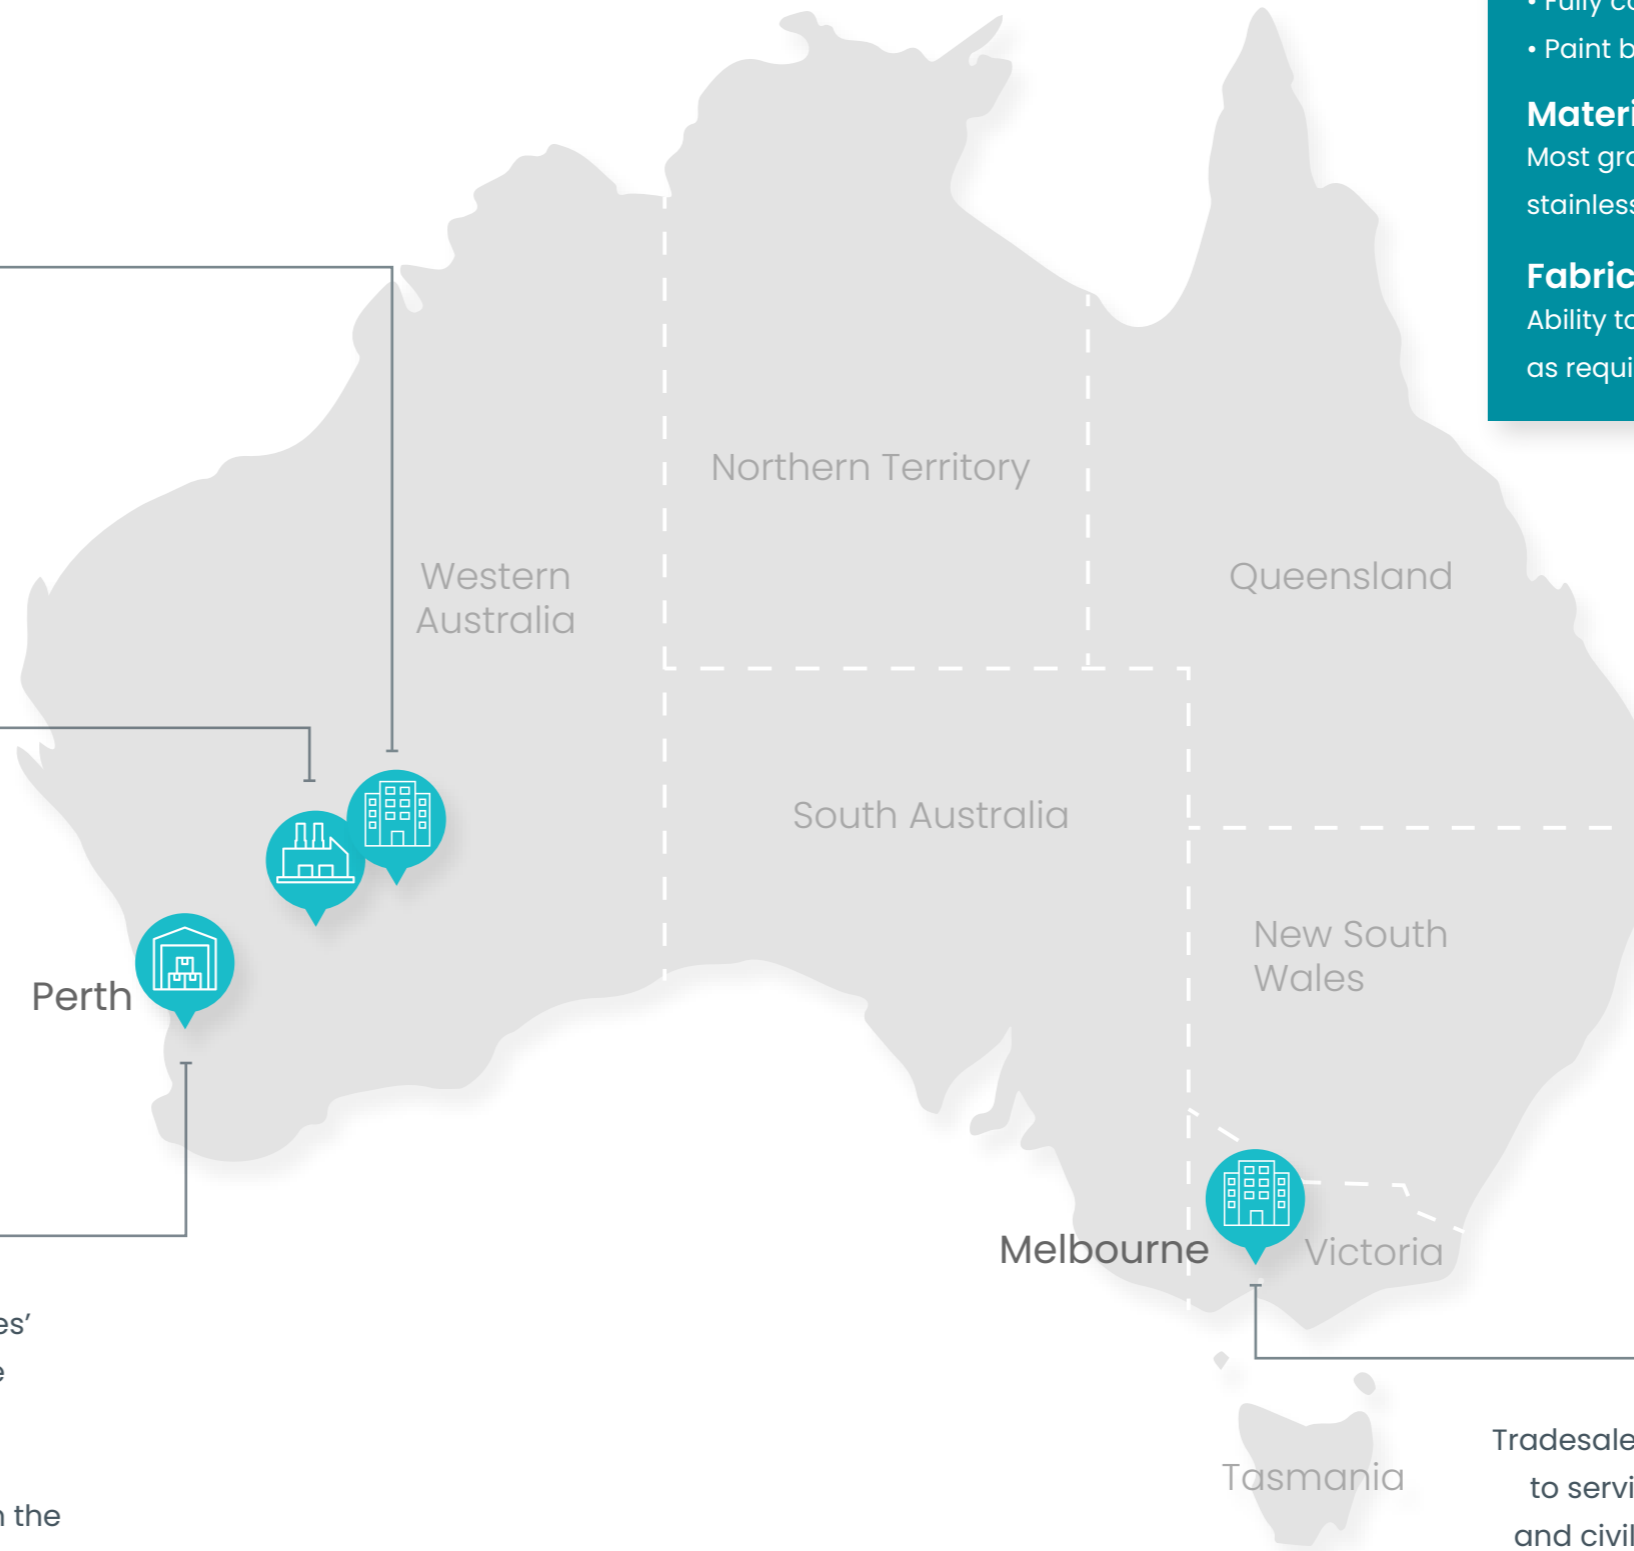 • Paint b
Materi
Most gra
stainless
Fabric
Ability to
as requi
Northern Territory
Western
Australia
Queensland
South Australia
New South
Wales
Perth
Melbourne
Victoria
es’
e
n the
Tasmania
Tradesale
to servi
and civil